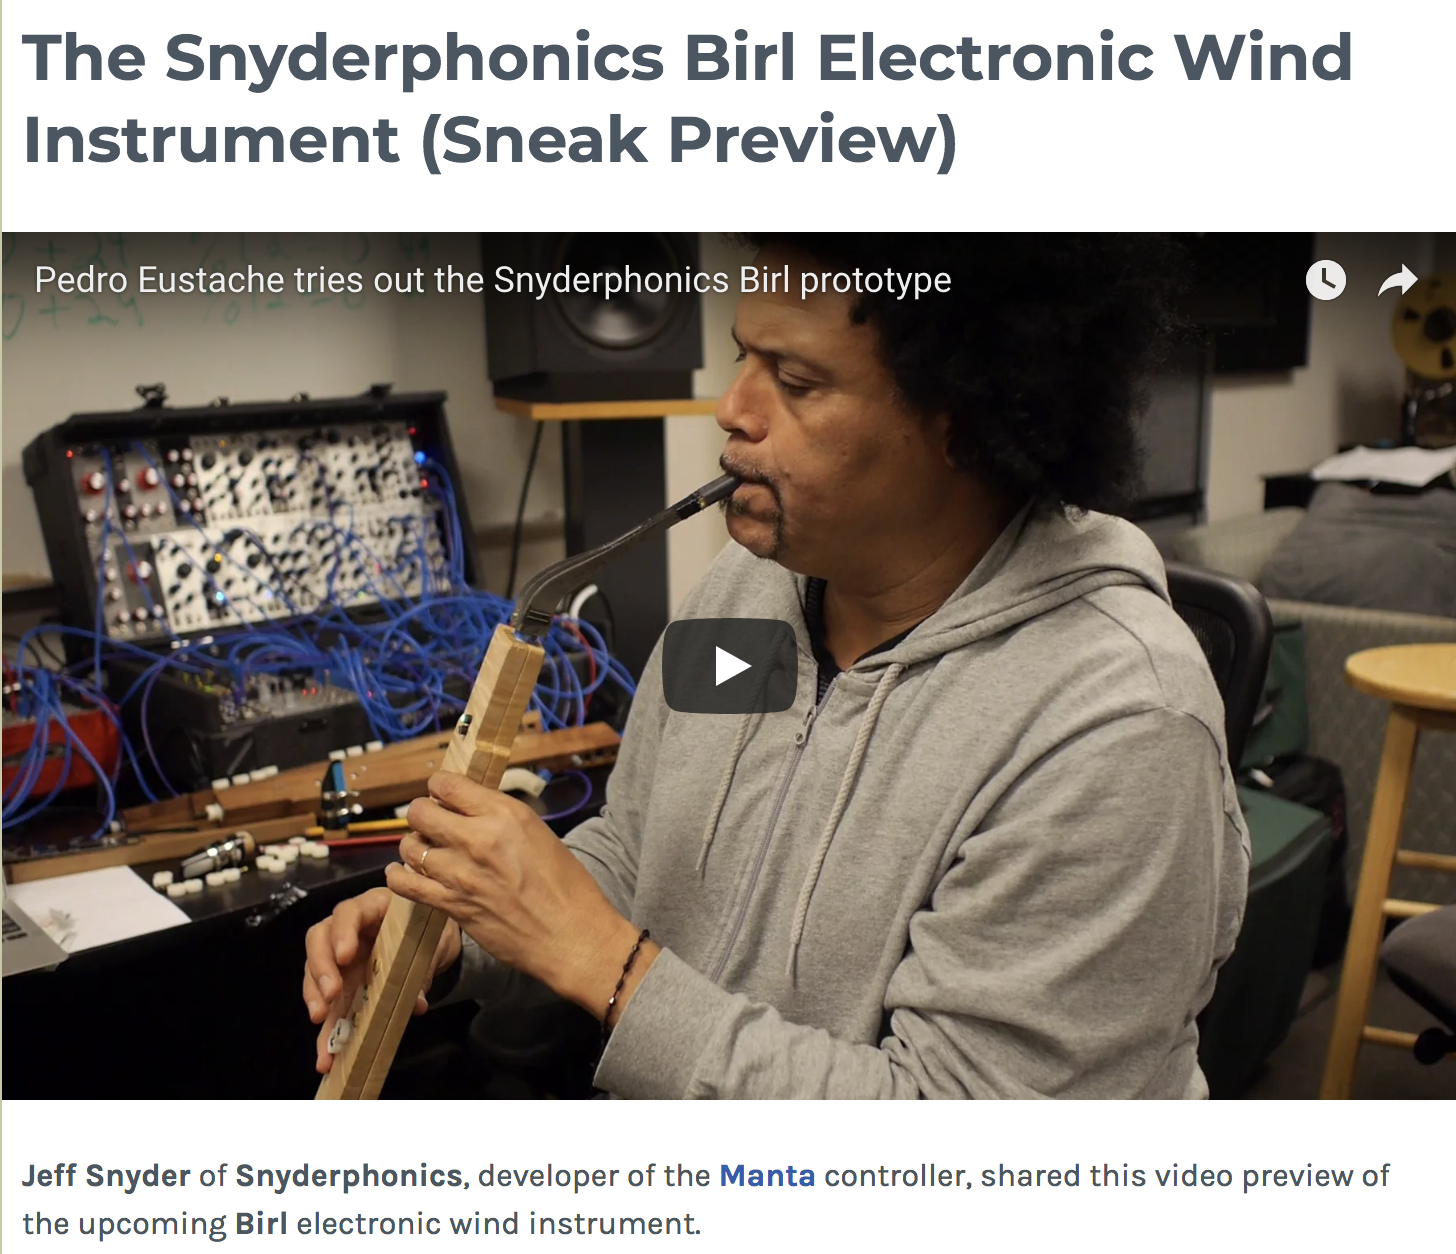 The Snyderphonics Birl Electronic Wind
Instrument (Sneak Preview)
Pedro Eustache tries out the Snyderphonics Birl prototype
Jeff Snyder of Snyderphonics, developer of the Manta controller, shared this video preview of
the upcoming Birl electronic wind instrument.